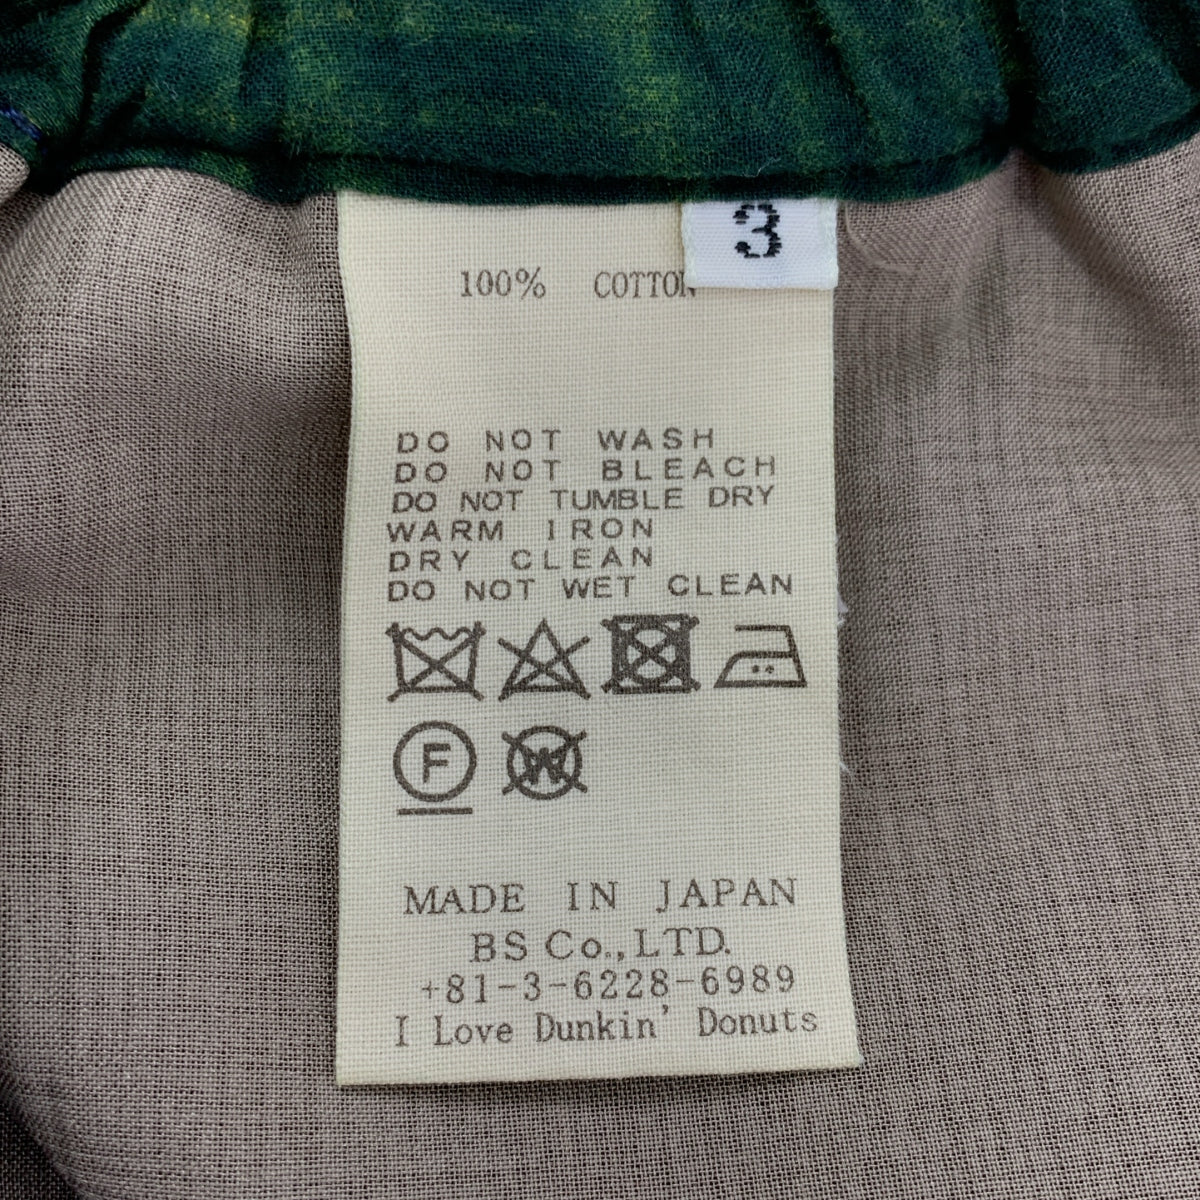 3
100% COTTON
DO NOT WASH
DO NOT BLEACH
DO NOT TUMBLE DRY
WARM IRON
DRY CLEAN
DO NOT WET CLEAN
F W
MADE IN JAPAN
BS Co.,LTD.
+81-3-6228-6989
I Love Dunkin' Donuts